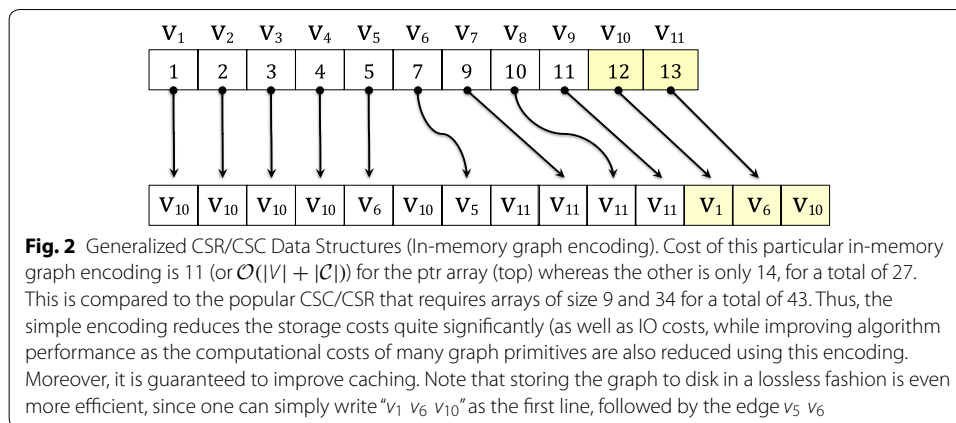 V1 V2 V3 V4 V5 V6 V7 V8 V9 V10 V11
1 2 3 4 5 7 9 10 11 12 13
V10 V10 V10 V10 V6 V10 V5 V11 V11 V11 V11 V1 V6 V10
Fig. 2 Generalized CSR/CSC Data Structures (In-memory graph encoding). Cost of this particular in-memory
graph encoding is 11 (or O(|V| + |C|)) for the ptr array (top) whereas the other is only 14, for a total of 27.
This is compared to the popular CSC/CSR that requires arrays of size 9 and 34 for a total of 43. Thus, the
simple encoding reduces the storage costs quite significantly (as well as IO costs, while improving algorithm
performance as the computational costs of many graph primitives are also reduced using this encoding.
Moreover, it is guaranteed to improve caching. Note that storing the graph to disk in a lossless fashion is even
more efficient, since one can simply write “v1 v6 v10” as the first line, followed by the edge v5 v6